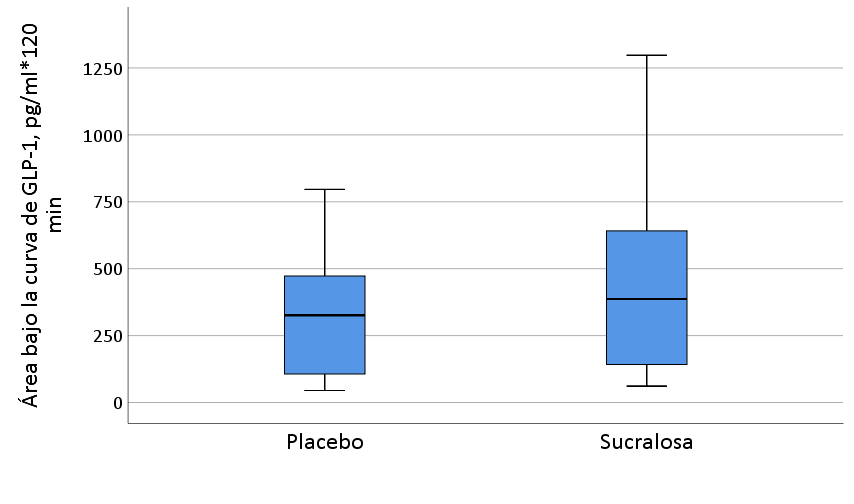 Área bajo la curva de GLP-1, pg/ml*120
min
1250
1000
750
500
250
0
Placebo
Sucralosa